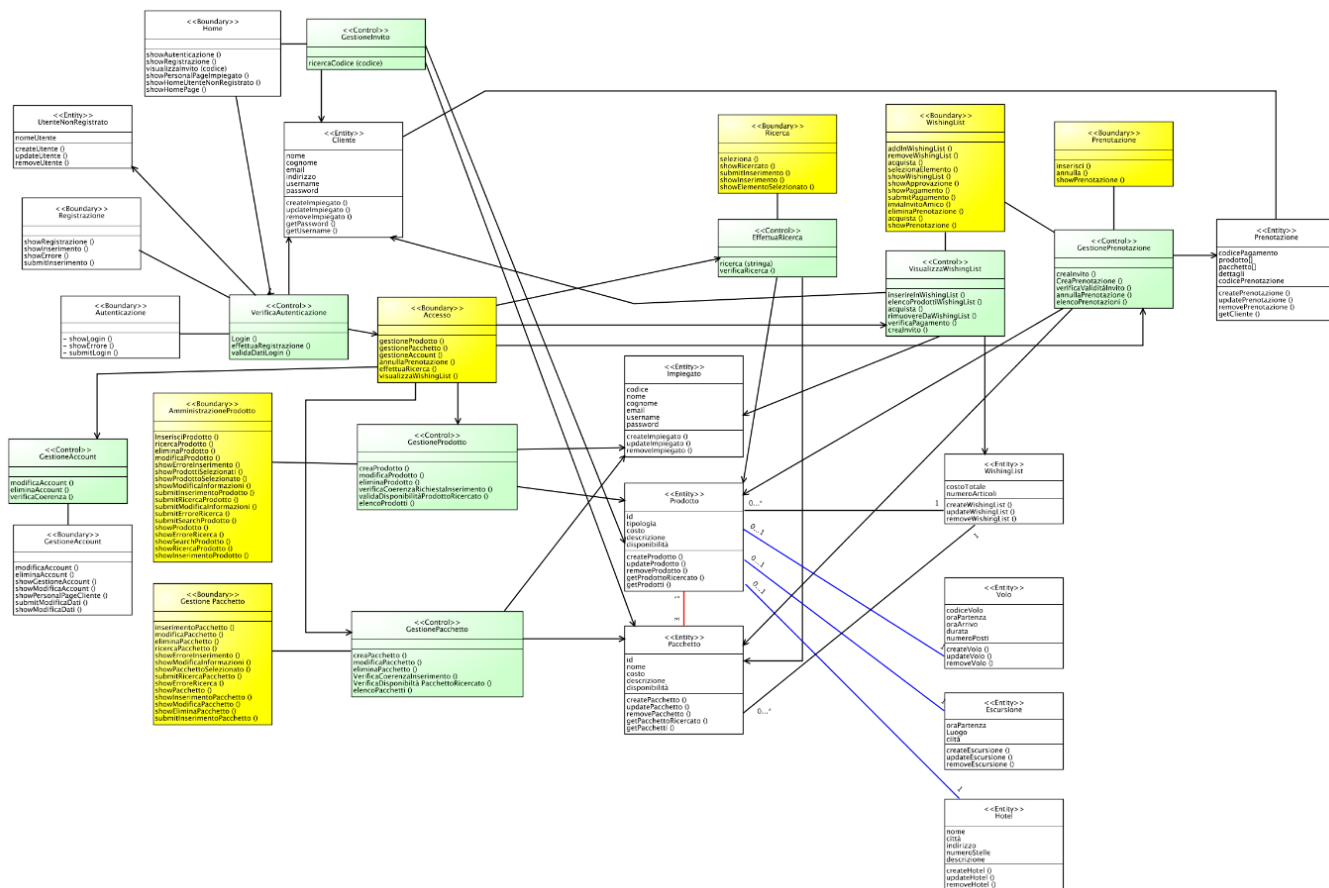 <<Boundary>>
Home
showAutenticazione ()
showRegistrazione ()
visualizzaInvito (codice)
showPersonalPageImpiegato ()
showHomeUtenteNonRegistrato ()
showHomePage ()
<<Control>>
GestioneInvito
ricercaCodice (codice)
<<Entity>>
UtenteNonRegistrato
nomeUtente
createUtente ()
updateUtente ()
removeUtente ()
<<Entity>>
Cliente
nome
cognome
email
indirizzo
username
password
createImpiegato ()
updateImpiegato ()
removeImpiegato ()
getPassword ()
getUsername ()
<<Boundary>>
Ricerca
seleziona ()
showRicercato ()
submitInserimento ()
showInserimento ()
showElementoSelezionato ()
<<Boundary>>
WishingList
addInWishingList ()
removeWishingList ()
acquista ()
selezionaElemento ()
showWishingList ()
showApprovazione ()
showPagamento ()
submitPagamento ()
inviaInvitoAmico ()
eliminaPrenotazione ()
acquista ()
showPrenotazione ()
<<Boundary>>
Prenotazione
inserisci ()
annulla ()
showPrenotazione ()
<<Boundary>>
Registrazione
showRegistrazione ()
showInserimento ()
showErrore ()
submitInserimento ()
<<Control>>
EffettuaRicerca
ricerca (stringa)
verificaRicerca ()
<<Control>>
VisualizzaWishingList
inserireInWishingList ()
elencoProdottiWishingList ()
acquista ()
rimuovereDaWishingList ()
verificaPagamento ()
creaInvito ()
<<Control>>
GestionePrenotazione
creaInvito ()
CreaPrenotazione ()
verificaValiditàInvito ()
annullaPrenotazione ()
elencoPrenotazioni ()
<<Entity>>
Prenotazione
codicePagamento
prodotto[]
pacchetto[]
dettagli
codicePrenotazione
createPrenotazione ()
updatePrenotazione ()
removePrenotazione ()
getCliente ()
<<Boundary>>
Autenticazione
- showLogin ()
- showErrore ()
- submitLogin ()
<<Control>>
VerificaAutenticazione
Login ()
effettuaRegistrazione ()
validaDatiLogin ()
<<Boundary>>
Accesso
gestioneProdotto ()
gestionePacchetto ()
gestioneAccount ()
annullaPrenotazione ()
effettuaRicerca ()
visualizzaWishingList ()
<<Entity>>
Impiegato
codice
nome
cognome
email
username
password
createImpiegato ()
updateImpiegato ()
removeImpiegato ()
<<Boundary>>
AmministrazioneProdotto
InserisciProdotto ()
ricercaProdotto ()
eliminaProdotto ()
modificaProdotto ()
showErroreInserimento ()
showProdottiSelezionati ()
showProdottoSelezionato ()
showModificaInformazioni ()
submitInserimentoProdotto ()
submitRicercaProdotto ()
submitModificaInformazioni ()
submitErroreRicerca ()
submitSearchProdotto ()
showProdotto ()
showErroreRicerca ()
showSearchProdotto ()
showRicercaProdotto ()
showInserimentoProdotto ()
<<Control>>
GestioneProdotto
creaProdotto ()
modificaProdotto ()
eliminaProdotto ()
verificaCoerenzaRichiestaInserimento ()
validaDisponibilitàProdottoRicercato ()
elencoProdotti ()
<<Control>>
GestioneAccount
modificaAccount ()
eliminaAccount ()
verificaCoerenza ()
<<Boundary>>
GestioneAccount
modificaAccount ()
eliminaAccount ()
showGestioneAccount ()
showModificaAccount ()
showPersonalPageCliente ()
submitModificaDati ()
showModificaDati ()
<<Entity>>
Prodotto
id
tipologia
costo
descrizione
disponibilità
createProdotto ()
updateProdotto ()
removeProdotto ()
getProdottoRicercato ()
getProdotti ()
0...*
1
<<Entity>>
WishingList
costoTotale
numeroArticoli
createWishingList ()
updateWishingList ()
removeWishingList ()
0...1
0...1
0...1
1
<<Boundary>>
Gestione Pacchetto
inserimentoPacchetto ()
modificaPacchetto ()
eliminaPacchetto ()
ricercaPacchetto ()
showErroreInserimento ()
showModificaInformazioni ()
showPacchettoSelezionato ()
submitRicercaPacchetto ()
showErroreRicerca ()
showPacchetto ()
showInserimentoPacchetto ()
showModificaPacchetto ()
showEliminaPacchetto ()
submitInserimentoPacchetto ()
<<Control>>
GestionePacchetto
creaPacchetto ()
modificaPacchetto ()
eliminaPacchetto ()
VerificaCoerenzaInserimento ()
VerificaDisponibiltà PacchettoRicercato ()
elencoPacchetti ()
<<Entity>>
Pacchetto
id
nome
costo
descrizione
disponibilità
createPacchetto ()
updatePacchetto ()
removePacchetto ()
getPacchettoRicercato ()
getPacchetti ()
0...*
<<Entity>>
Volo
codiceVolo
oraPartenza
oraArrivo
durata
numeroPosti
createVolo ()
updateVolo ()
removeVolo ()
<<Entity>>
Escursione
oraPartenza
Luogo
città
createEscursione ()
updateEscursione ()
removeEscursione ()
1
<<Entity>>
Hotel
nome
città
indirizzo
numeroStelle
descrizione
createHotel ()
updateHotel ()
removeHotel ()